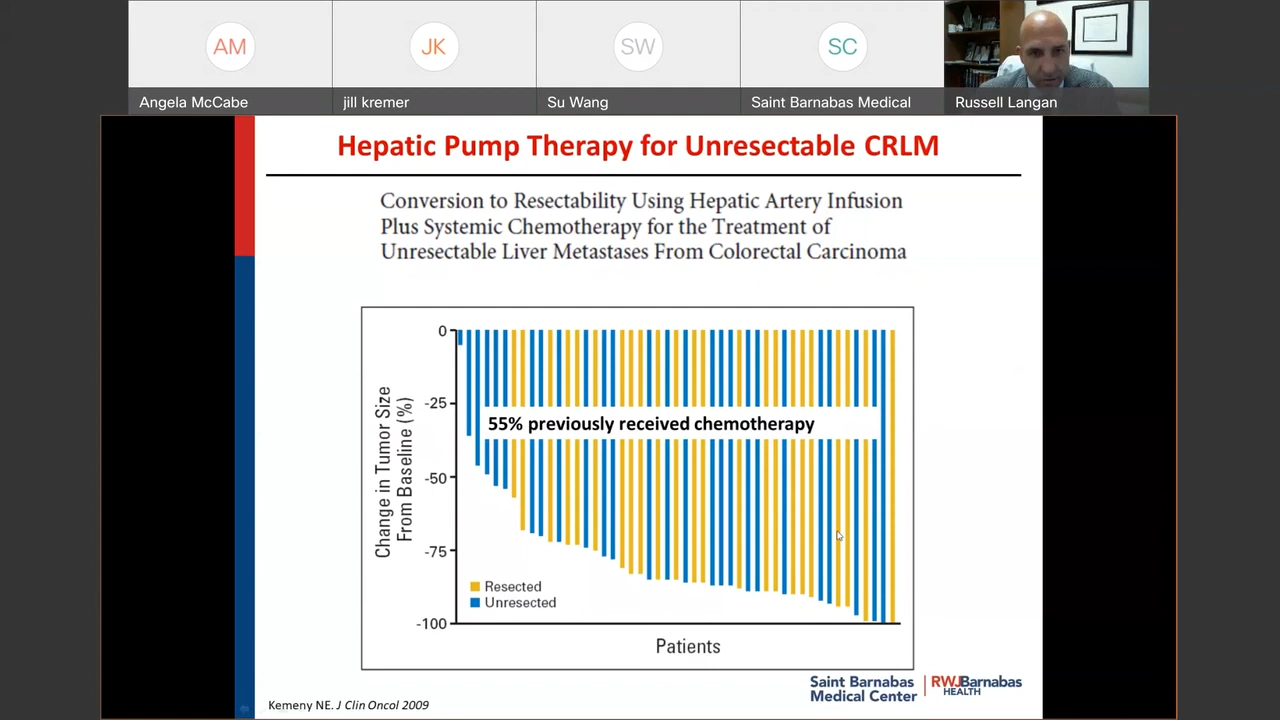 AM
JK
SW
SC
Angela McCabe
jill kremer
Su Wang
Saint Barnabas Medical
Russell Langan
Hepatic Pump Therapy for Unresectable CRLM
Conversion to Resectability Using Hepatic Artery Infusion
Plus Systemic Chemotherapy for the Treatment of
Unresectable Liver Metastases From Colorectal Carcinoma
Change in Tumor Size
From Baseline (%)
0
-25
-50
-75
-100
55% previously received chemotherapy
Resected
Unresected
Patients
Saint Barnabas
Medical Center
RWJBarnabas
HEALTH
Kemeny NE. J Clin Oncol 2009